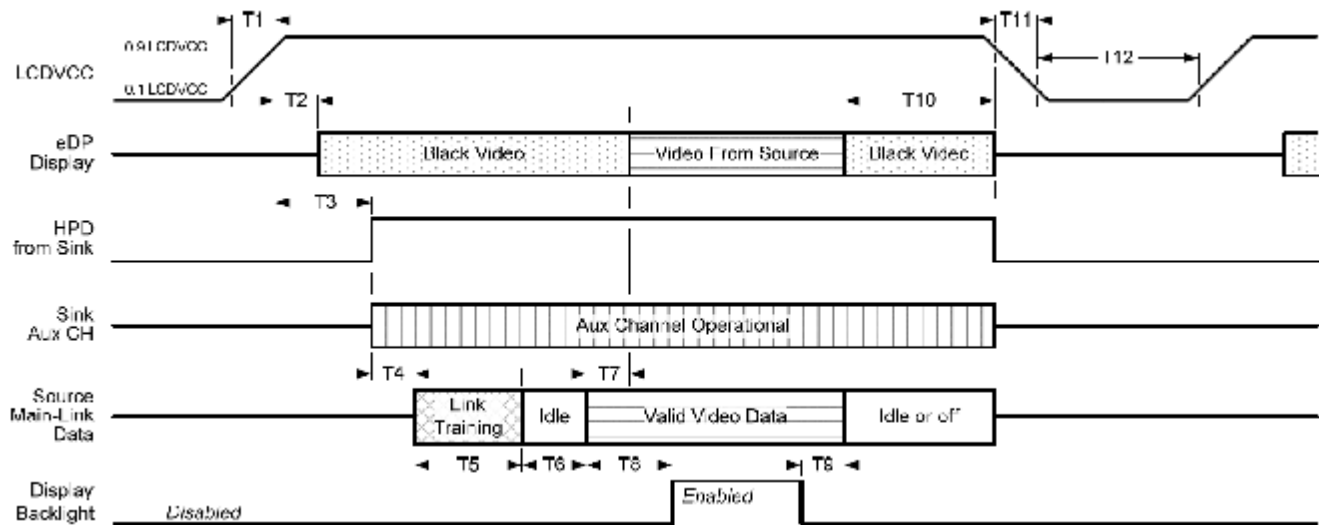 T1
T11
0.9 LCDVCC
LCDVCC
T12
0.1 LCDVCC
T2
T10
eDP
Display
Black Video
Video From Source
Black Video
T3
HPD
from Sink
Sink
Aux CH
Aux Channel Operational
T4
T7
Source
Main-Link
Data
Link
Training
Idle
Valid Video Data
Idle or off
T5
T6
T8
T9
Display
Backlight
Disabled
Enabled